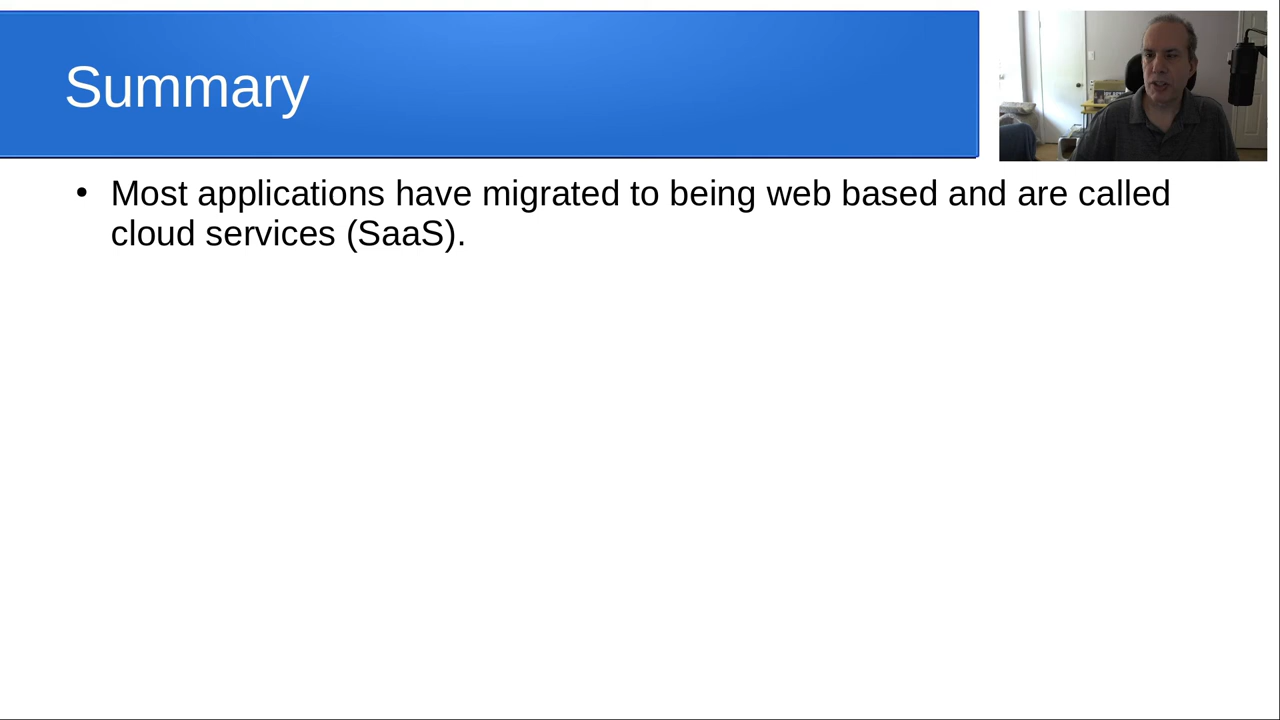 Summary
• Most applications have migrated to being web based and are called
cloud services (SaaS).